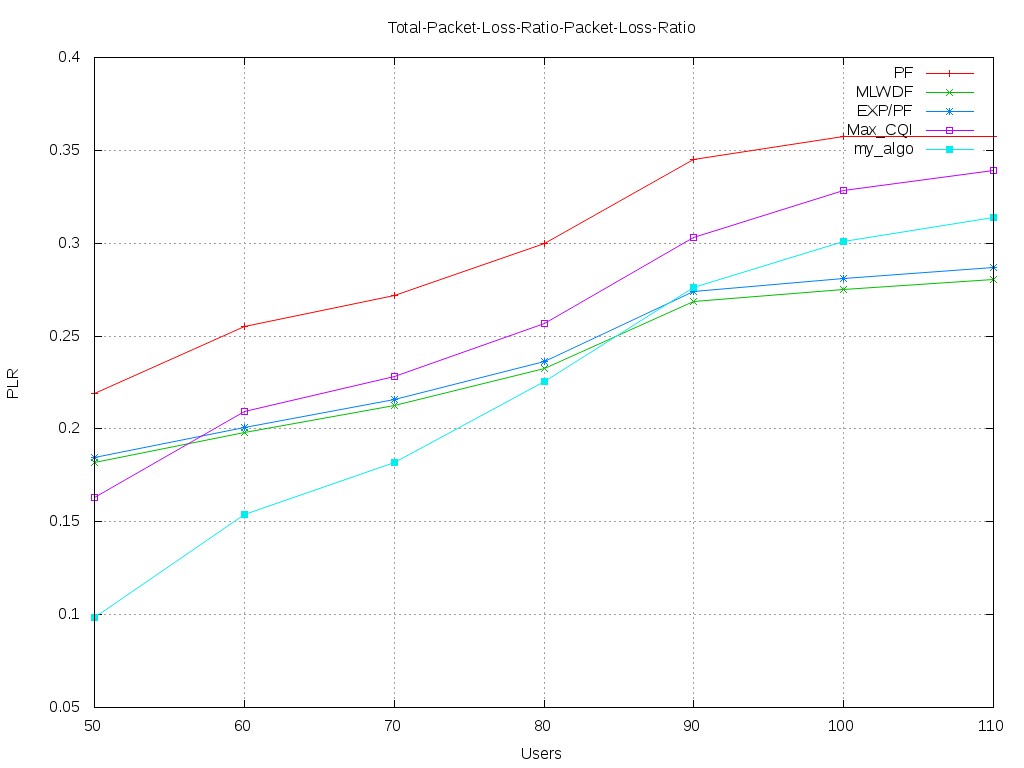 Total-Packet-Loss-Ratio-Packet-Loss-Ratio
0.4
PF
MLWDF
EXP/PF
Max_CQI
my_algo
0.35
0.3
0.25
PLR
0.2
0.15
0.1
0.05
50 60 70 80 90 100 110
Users